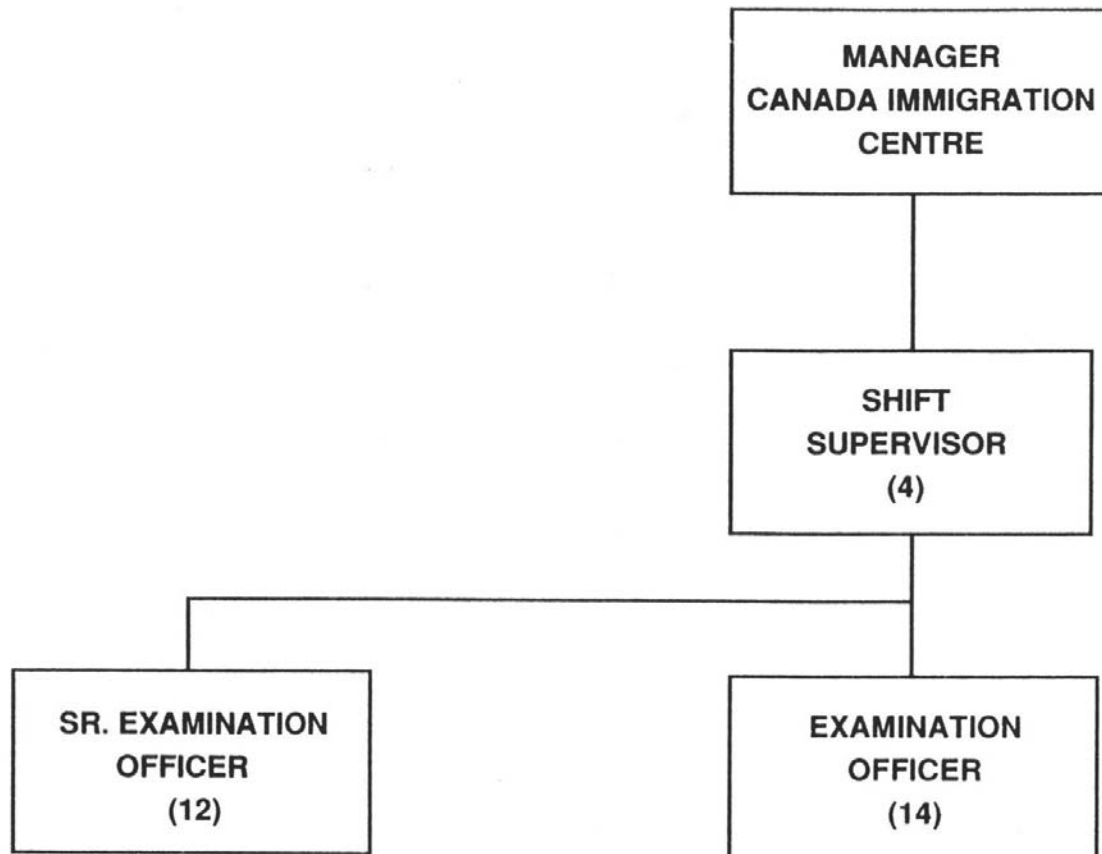 MANAGER
CANADA IMMIGRATION
CENTRE
SHIFT
SUPERVISOR
(4)
SR. EXAMINATION
OFFICER
(12)
EXAMINATION
OFFICER
(14)